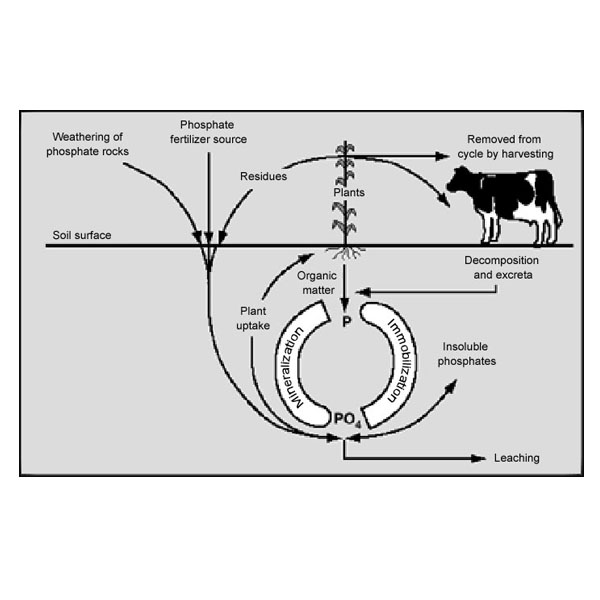 Weathering of
phosphate rocks
Phosphate
fertilizer source
Removed from
cycle by harvesting
Residues
Plants
Soil surface
Decomposition
and excreta
Organic
matter
Plant
uptake
P
Mineralization
Immobilization
Insoluble
phosphates
PO₄
Leaching